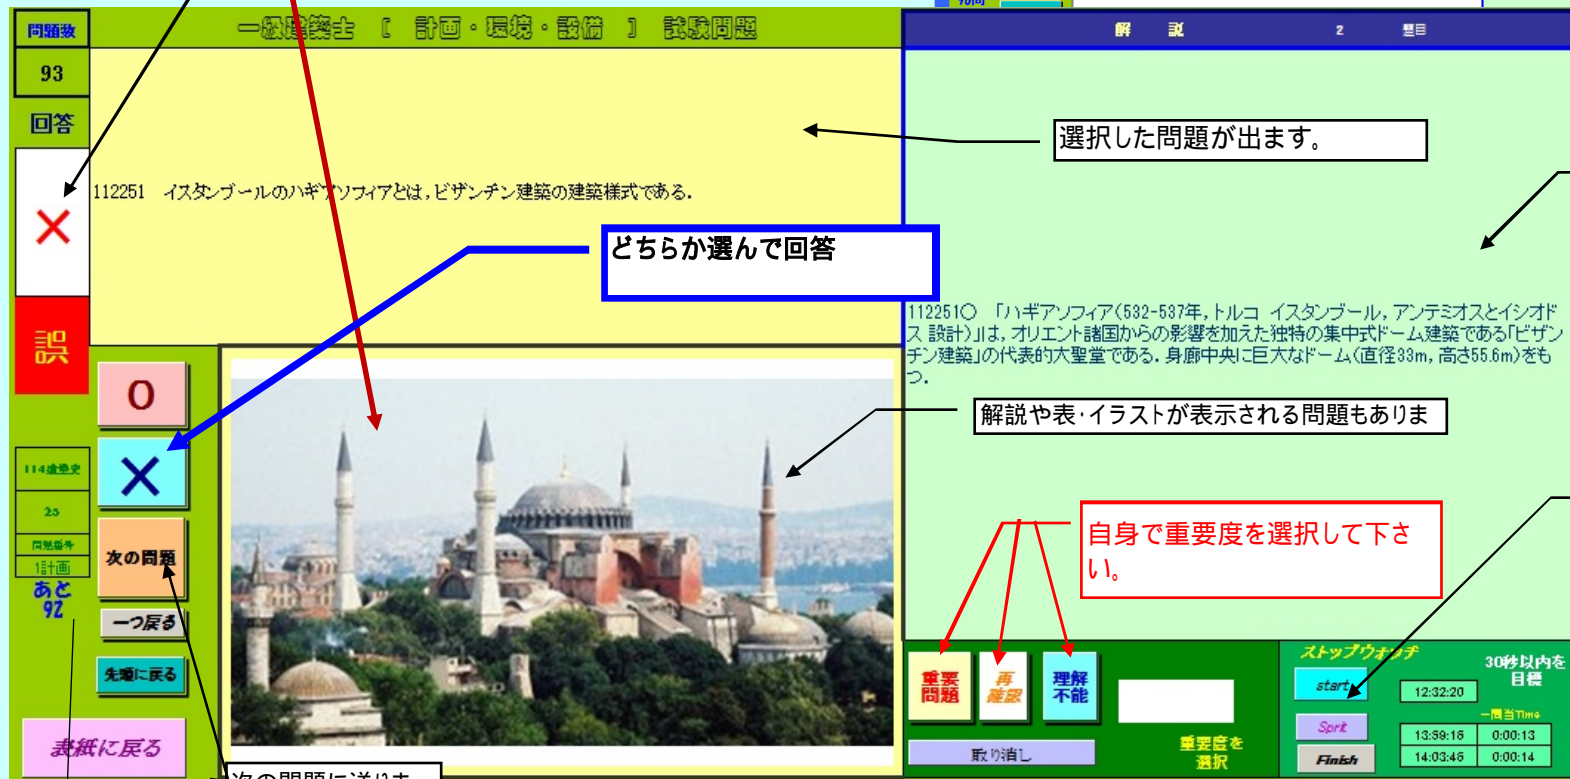 問題数
一級建築士 [ 計画・環境・設備 ] 試験問題
解 説 2 題目
93
回答
選択した問題が出ます。
112251 イスタンブールのハギアソフィアとは,ビザンチン建築の建築様式である.
×
どちらか選んで回答
112251○ 「ハギアソフィア(532-537年,トルコ イスタンブール,アンテミオスとイシオド
ス 設計)」は,オリエント諸国からの影響を加えた独特の集中式ドーム建築である「ビザン
チン建築」の代表的大聖堂である.身廊中央に巨大なドーム(直径33m,高さ55.6m)をも
つ.
誤
O
解説や表・イラストが表示される問題もありま
×
25
問題番号
1計画
あと
92
次の問題
一つ戻る
先頭に戻る
表紙に戻る
自身で重要度を選択して下さ
い。
重要
問題
再
確認
理解
不能
取り消し
重要度を
選択
ストップウォッチ
30秒以内を
目標
start
12:32:20
一問当Time
Sprit
13:59:16 0:00:13
Finish
14:03:46 0:00:14